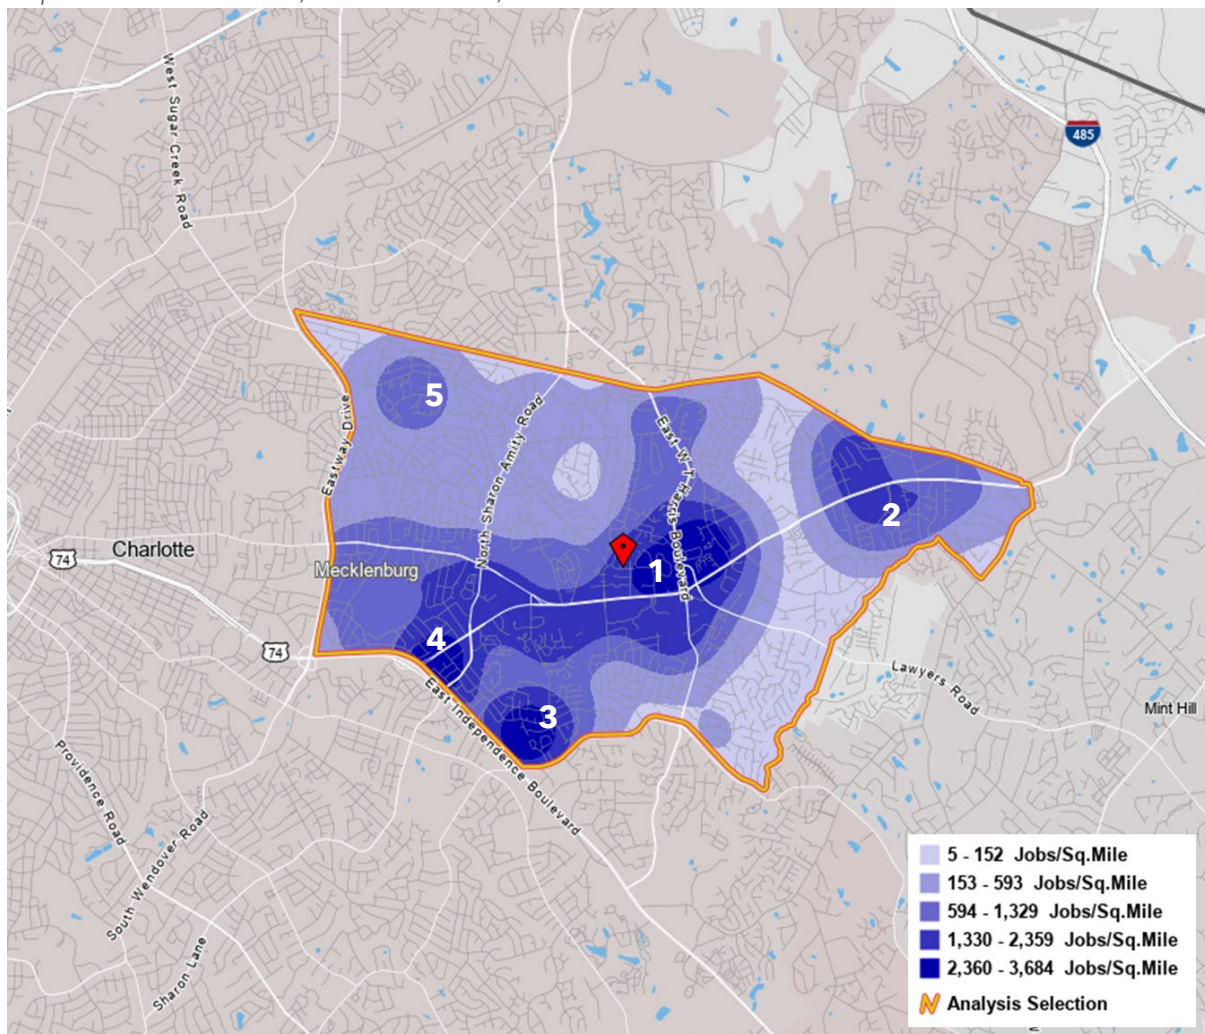 West Sugar Creek Road
485
Eastway Drive
North Sharon Amity Road
East W T Harris Boulevard
5
2
74
Charlotte
Mecklenburg
1
74
4
3
Lawyers Road
Mint Hill
East Independence Boulevard
Providence Road
South Wendover Road
Sharon Lane
5 - 152 Jobs/Sq.Mile
153 - 593 Jobs/Sq.Mile
594 - 1,329 Jobs/Sq.Mile
1,330 - 2,359 Jobs/Sq.Mile
2,360 - 3,684 Jobs/Sq.Mile
Analysis Selection